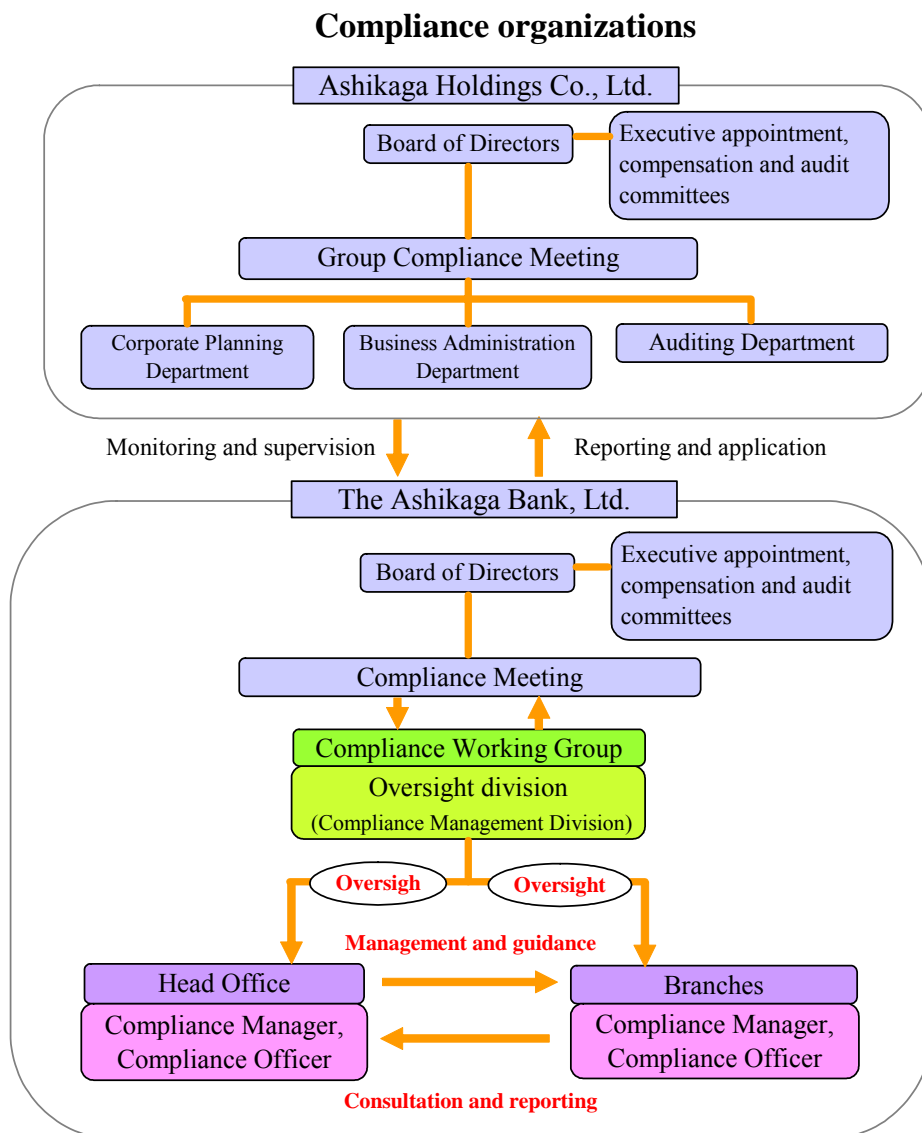 Compliance organizations
Ashikaga Holdings Co., Ltd.
Board of Directors
Executive appointment,
compensation and audit
committees
Group Compliance Meeting
Corporate Planning
Department
Business Administration
Department
Auditing Department
Monitoring and supervision
Reporting and application
The Ashikaga Bank, Ltd.
Board of Directors
Executive appointment,
compensation and audit
committees
Compliance Meeting
Compliance Working Group
Oversight division
(Compliance Management Division)
Oversigh
Oversight
Management and guidance
Head Office
Branches
Compliance Manager,
Compliance Officer
Compliance Manager,
Compliance Officer
Consultation and reporting